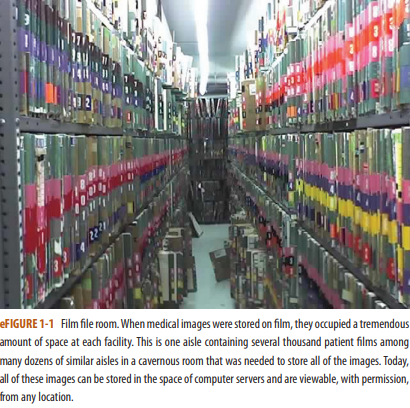 eFIGURE 1-1 Film file room. When medical images were stored on film, they occupied a tremendous
amount of space at each facility. This is one aisle containing several thousand patient films among
many dozens of similar aisles in a cavernous room that was needed to store all of the images. Today,
all of these images can be stored in the space of computer servers and are viewable, with permission,
from any location.